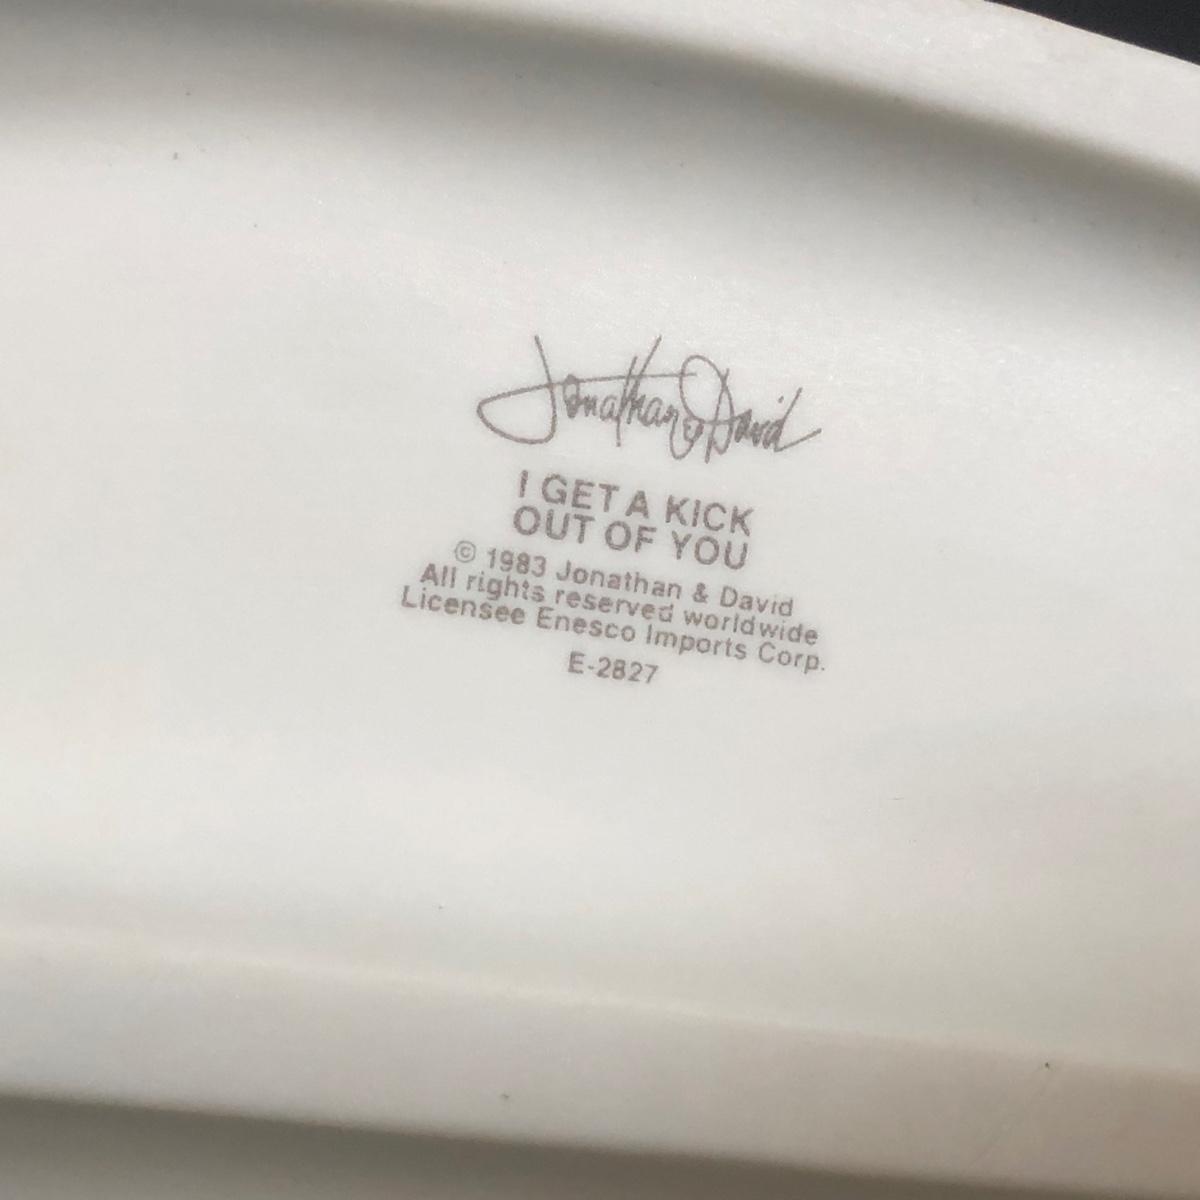 Jonathan & David
I GET A KICK
OUT OF YOU
© 1983 Jonathan & David
All rights reserved worldwide
Licensee Enesco Imports Corp.
E-2827